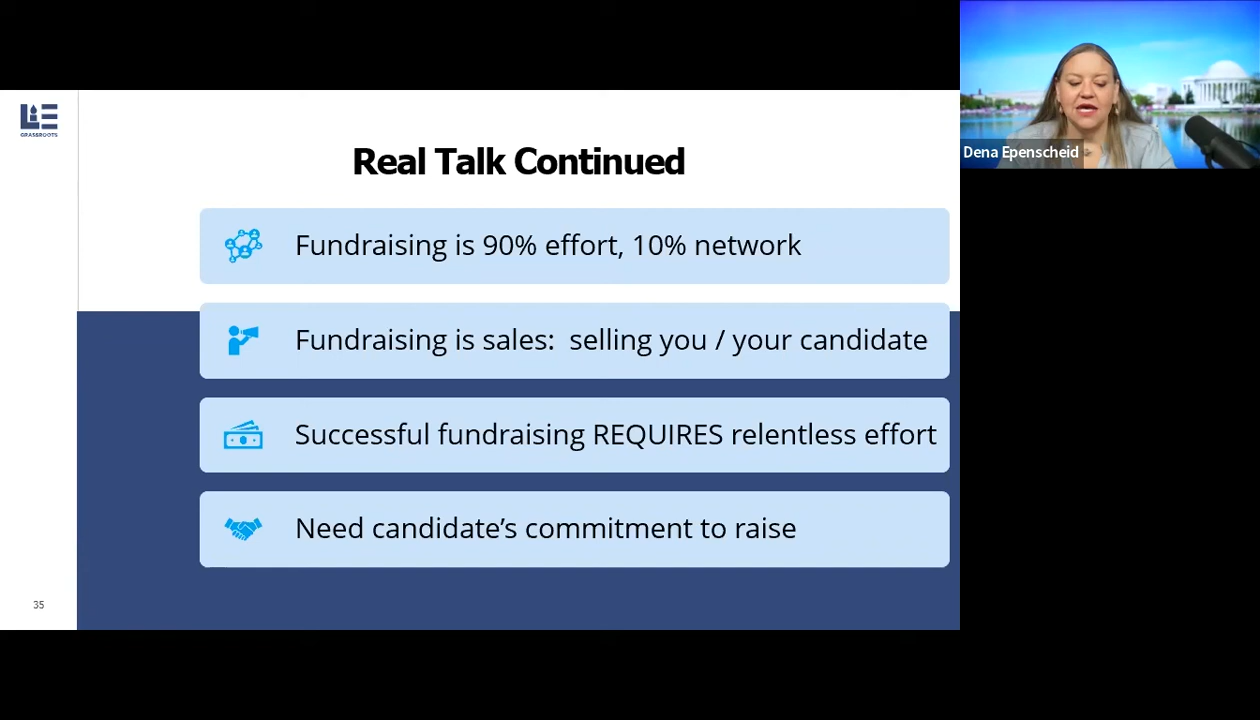 GRASSROOTS
Real Talk Continued
Fundraising is 90% effort, 10% network
Fundraising is sales:  selling you / your candidate
Successful fundraising REQUIRES relentless effort
Need candidate’s commitment to raise
35
Dena Epenscheid